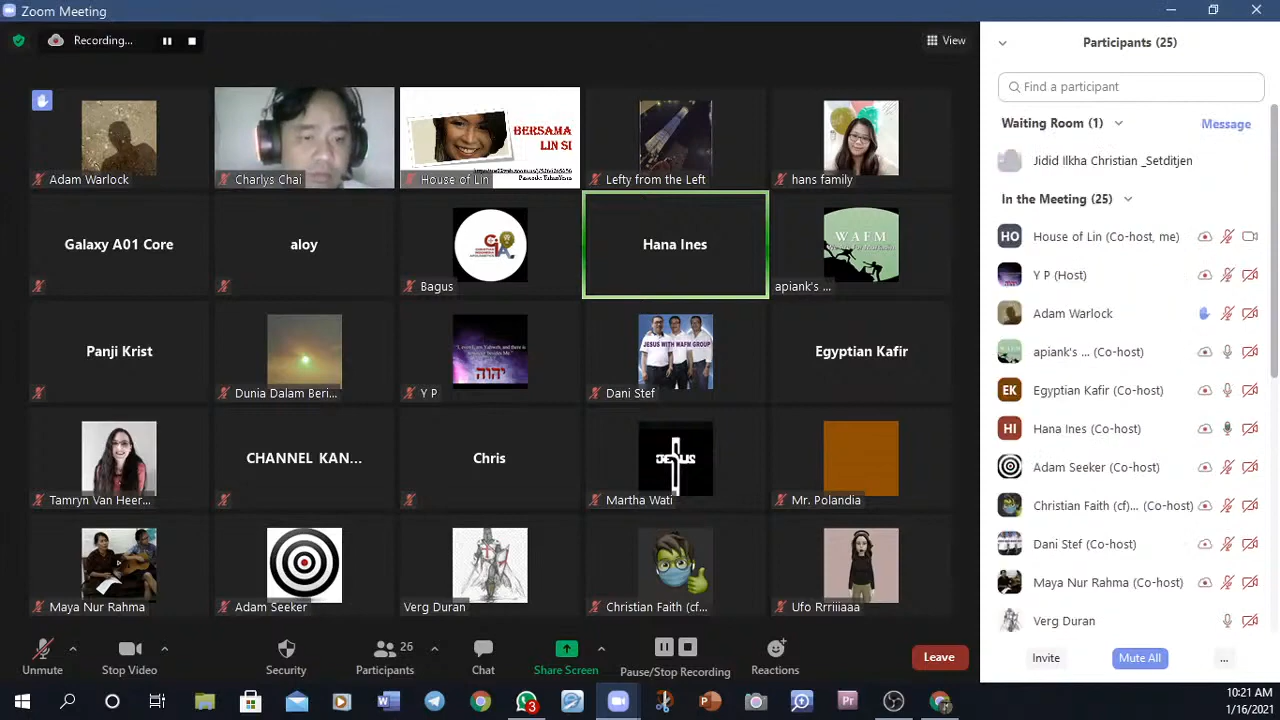 Zoom Meeting
Recording...
View
Adam Warlock
Charlys Chai
BERSAMA
LIN SI
House of Lin
Lefty from the Left
hans family
Galaxy A01 Core
aloy
Bagus
Hana Ines
WAFM
apiank's ...
Panji Krist
Dunia Dalam Beri...
יהוה
Y P
JESUS WITH WAFM GROUP
Dani Stef
Egyptian Kafir
Tamryn Van Heer...
CHANNEL KAN...
Chris
JESUS
Martha Wati
Mr. Polandia
Maya Nur Rahma
Adam Seeker
Verg Duran
Christian Faith (cf...
Ufo Rrriiiaaa
Unmute
Stop Video
Security
26
Participants
Chat
Share Screen
Pause/Stop Recording
Reactions
Leave
Participants (25)
Find a participant
Waiting Room (1)
Message
Jidid Ilkha Christian _Setditjen
In the Meeting (25)
HO House of Lin (Co-host, me)
Y P (Host)
Adam Warlock
apiank's ... (Co-host)
EK Egyptian Kafir (Co-host)
HI Hana Ines (Co-host)
Adam Seeker (Co-host)
Christian Faith (cf)... (Co-host)
Dani Stef (Co-host)
Maya Nur Rahma (Co-host)
Verg Duran
Invite
Mute All
...
3
10:21 AM
1/16/2021